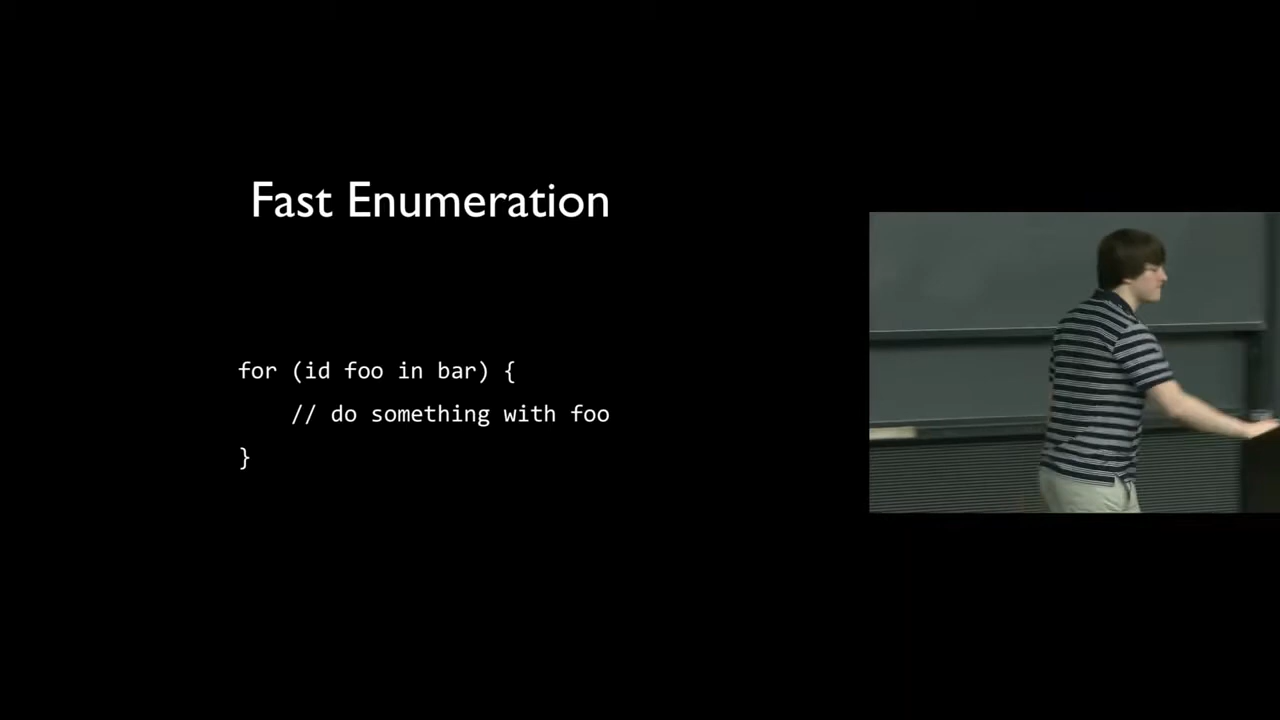 Fast Enumeration
for (id foo in bar) {
    // do something with foo
}